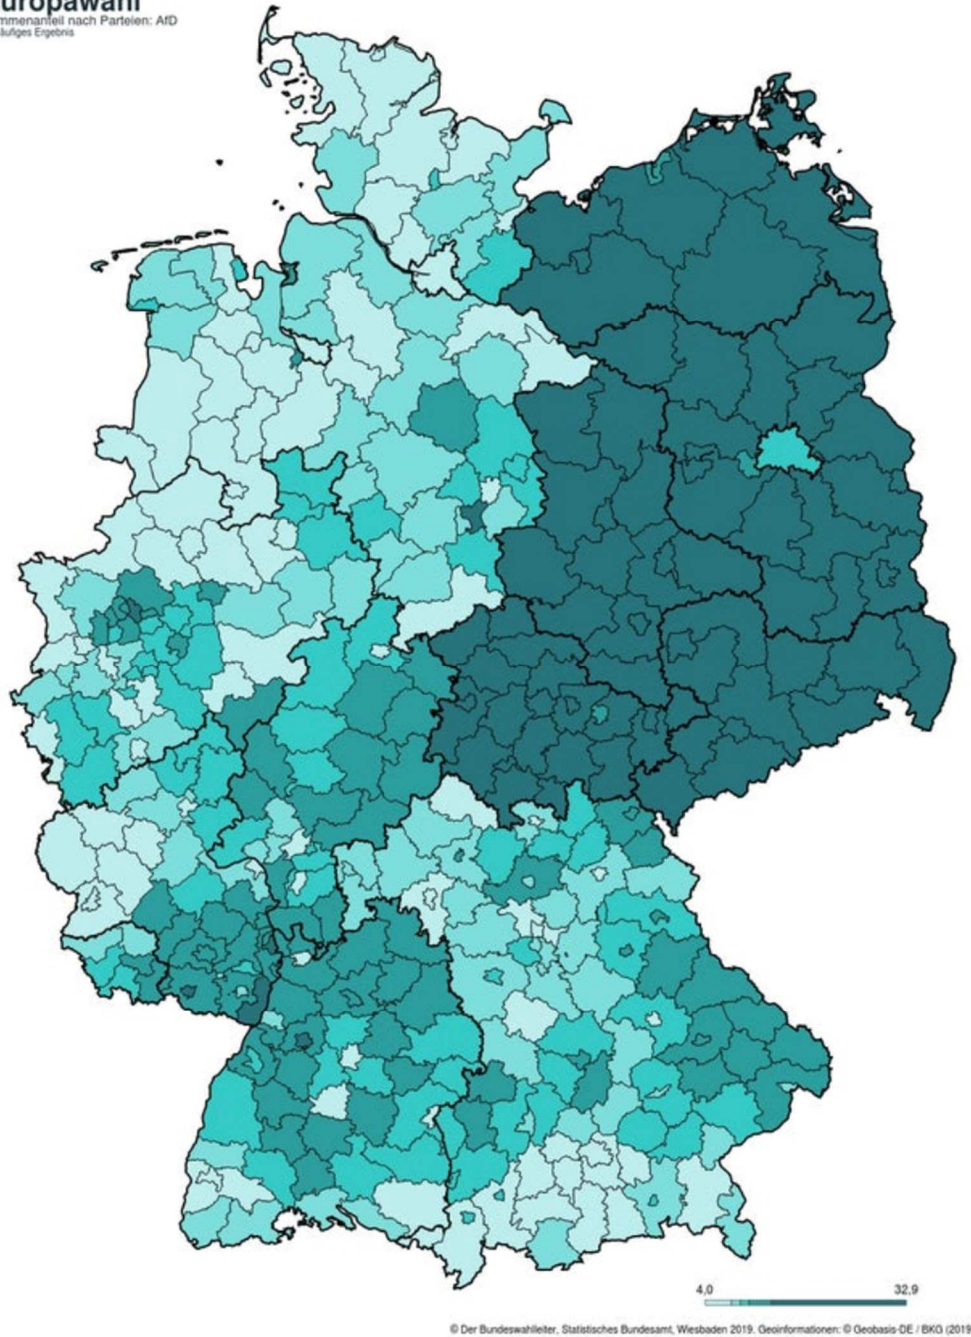 mmenanteil nach Parteien: AfD
äufiges Ergebnis
4,0
32,9
© Der Bundeswahlleiter, Statistisches Bundesamt, Wiesbaden 2019. Geoinformationen: © Geobasis-DE / BKG (2019